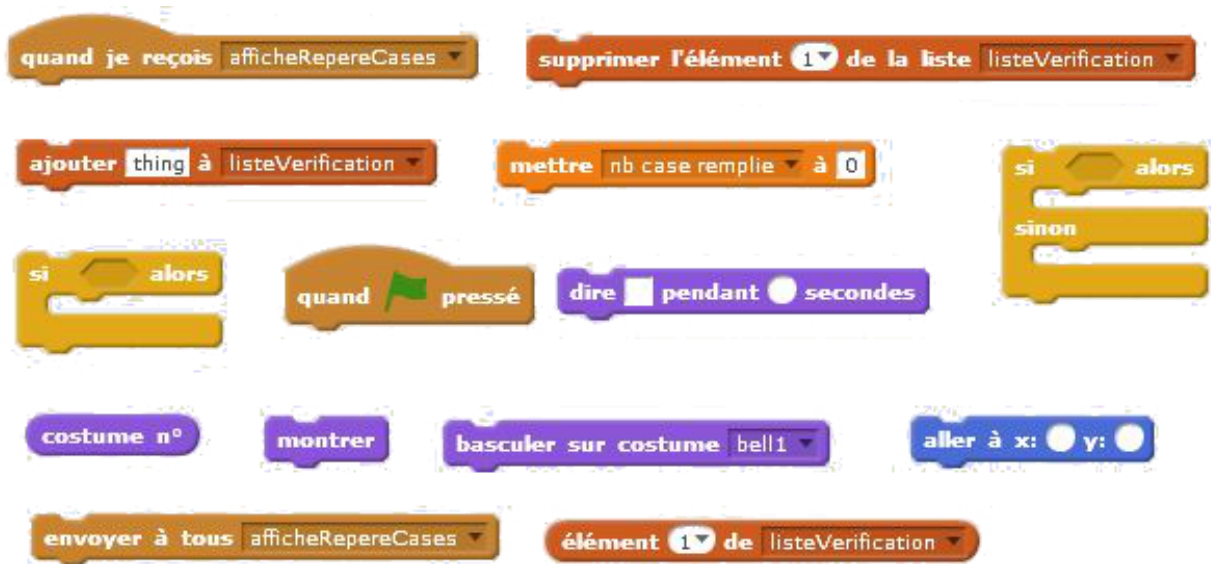 quand je reçois afficheRepereCases
supprimer l'élément 1 de la liste listeVerification
ajouter thing à listeVerification
mettre nb case remplie à 0
si alors
sinon
si alors
quand pressé
dire pendant secondes
costume n°
montrer
basculer sur costume bell1
aller à x: y:
envoyer à tous afficheRepereCases
élément 1 de listeVerification